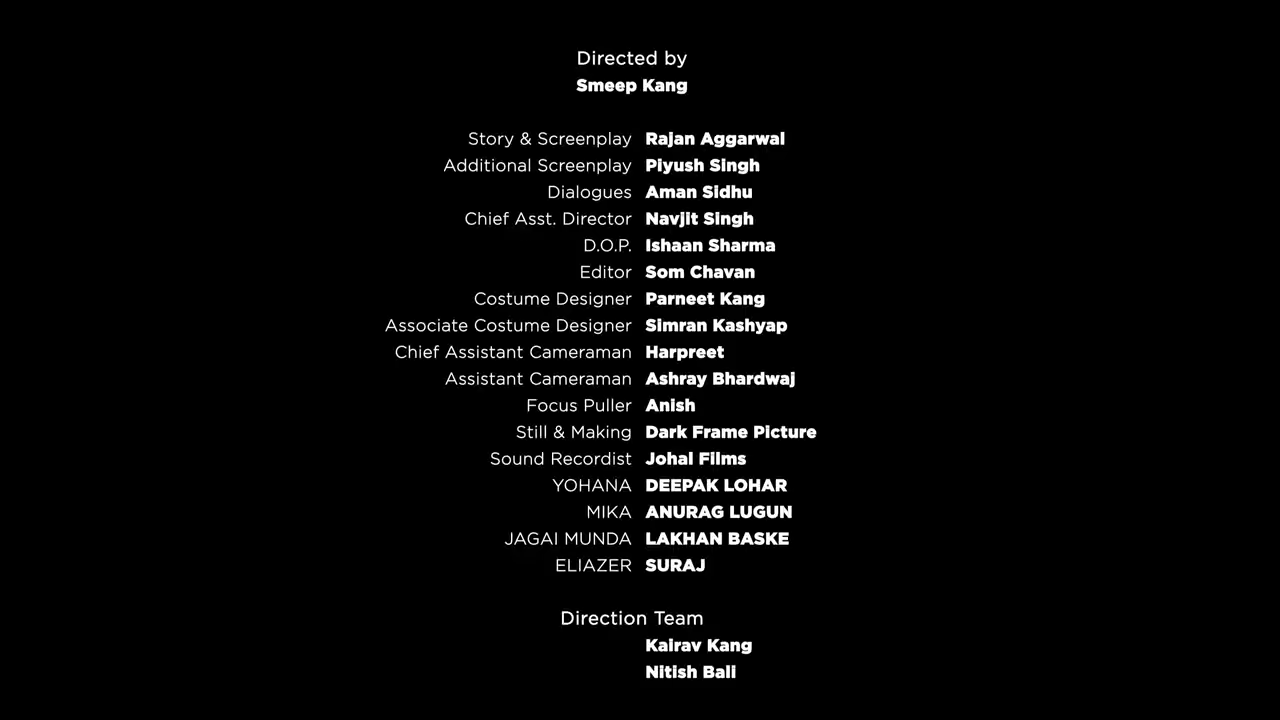 Directed by
Smeep Kang
Story & Screenplay Rajan Aggarwal
Additional Screenplay Piyush Singh
Dialogues Aman Sidhu
Chief Asst. Director Navjit Singh
D.O.P. Ishaan Sharma
Editor Som Chavan
Costume Designer Parneet Kang
Associate Costume Designer Simran Kashyap
Chief Assistant Cameraman Harpreet
Assistant Cameraman Ashray Bhardwaj
Focus Puller Anish
Still & Making Dark Frame Picture
Sound Recordist Johal Films
YOHANA DEEPAK LOHAR
MIKA ANURAG LUGUN
JAGAI MUNDA LAKHAN BASKE
ELIAZER SURAJ
Direction Team
Kairav Kang
Nitish Bali